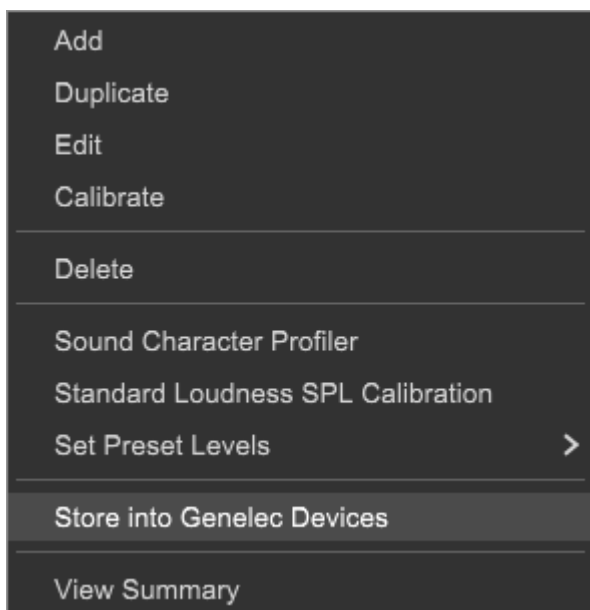 Add
Duplicate
Edit
Calibrate
Delete
Sound Character Profiler
Standard Loudness SPL Calibration
Set Preset Levels
Store into Genelec Devices
View Summary